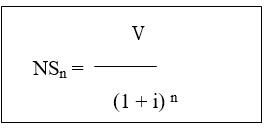 V
NSn = ———
(1 + i) n